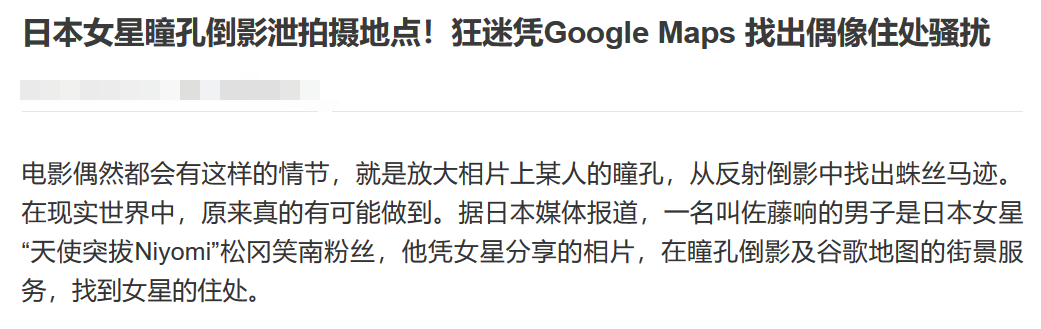 日本女星瞳孔倒影泄拍摄地点！狂迷凭Google Maps 找出偶像住处骚扰
电影偶然都会有这样的情节，就是放大相片上某人的瞳孔，从反射倒影中找出蛛丝马迹。
在现实世界中，原来真的有可能做到。据日本媒体报道，一名叫佐藤响的男子是日本女星
“天使突拔Niyomi”松冈笑南粉丝，他凭女星分享的相片，在瞳孔倒影及谷歌地图的街景服
务，找到女星的住处。